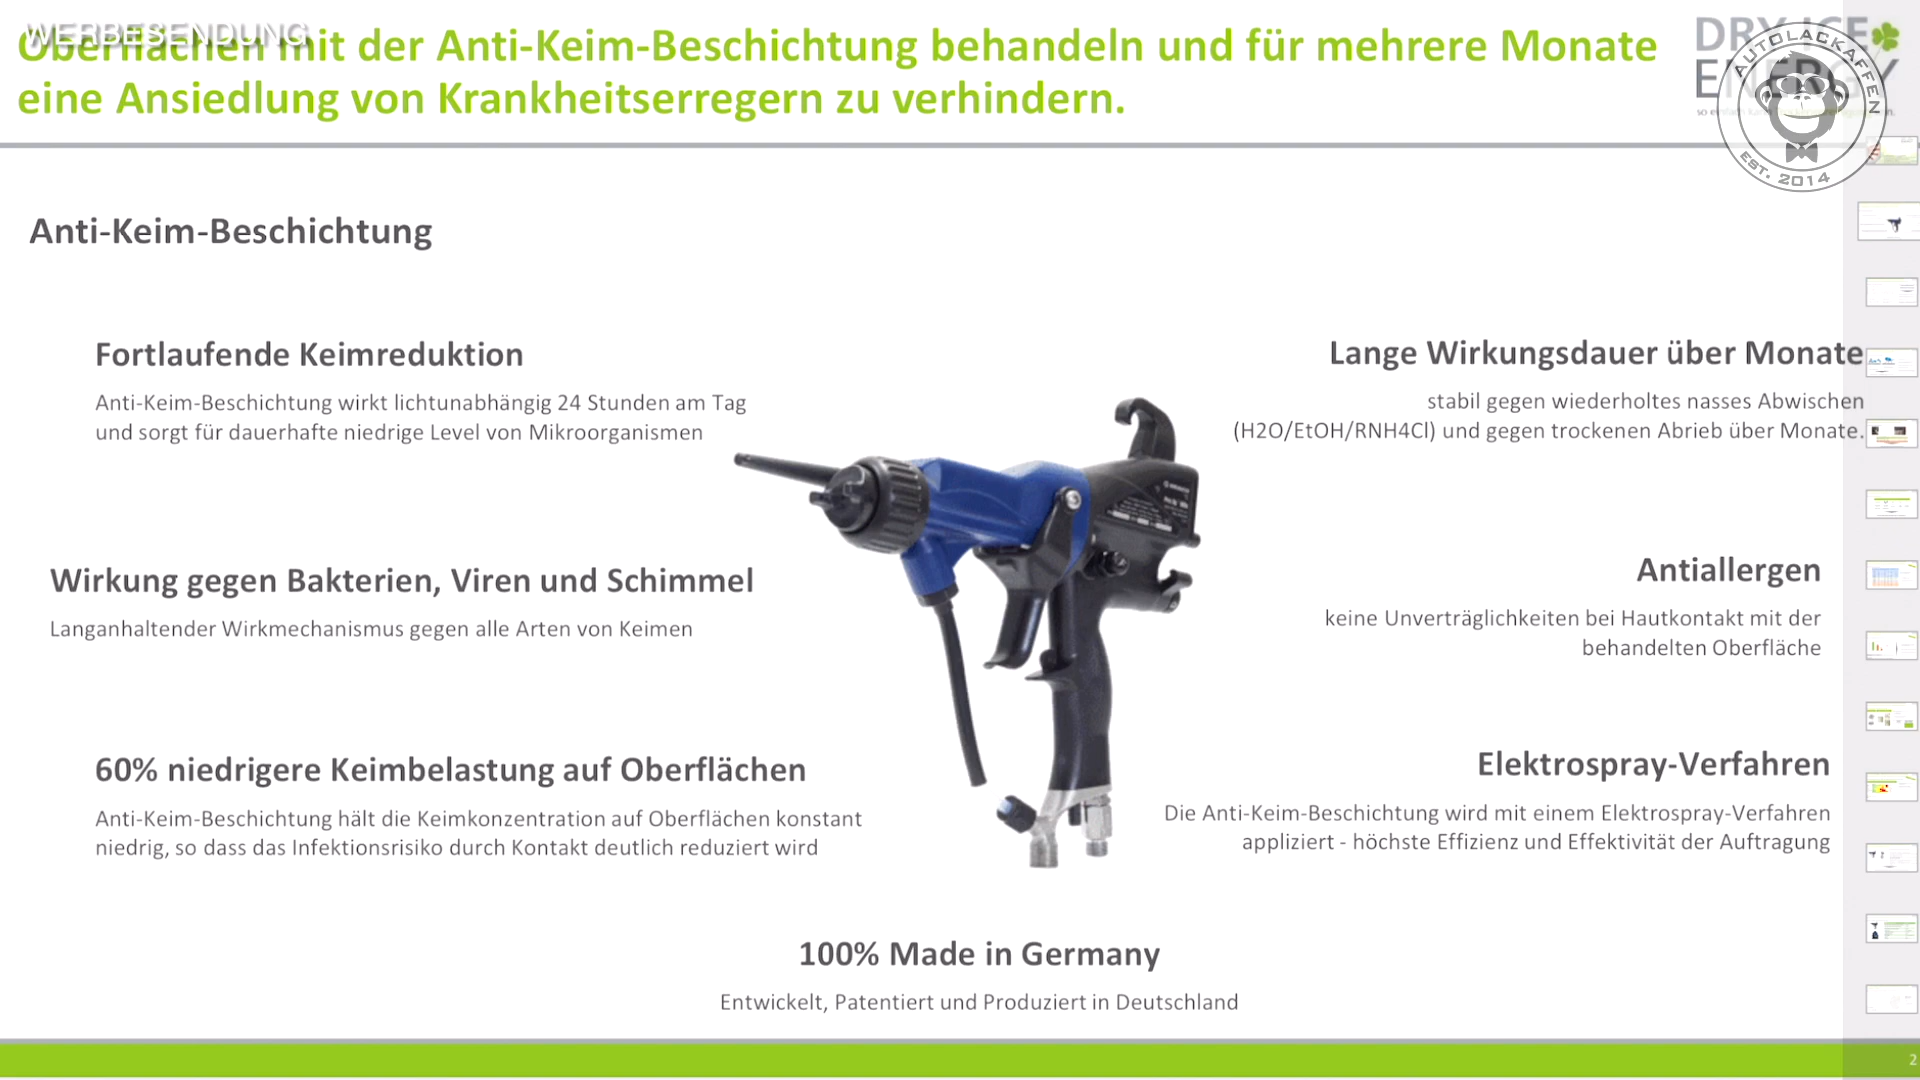 WERBESENDUNG
Oberflächen mit der Anti-Keim-Beschichtung behandeln und für mehrere Monate
eine Ansiedlung von Krankheitserregern zu verhindern.
DRY ICE
ENERGY
AUTOLACKAFFEN
EST. 2014
Anti-Keim-Beschichtung
Fortlaufende Keimreduktion
Anti-Keim-Beschichtung wirkt lichtunabhängig 24 Stunden am Tag
und sorgt für dauerhafte niedrige Level von Mikroorganismen
Lange Wirkungsdauer über Monate
stabil gegen wiederholtes nasses Abwischen
(H2O/EtOH/RNH4Cl) und gegen trockenen Abrieb über Monate.
Wirkung gegen Bakterien, Viren und Schimmel
Langanhaltender Wirkmechanismus gegen alle Arten von Keimen
Antiallergen
keine Unverträglichkeiten bei Hautkontakt mit der
behandelten Oberfläche
60% niedrigere Keimbelastung auf Oberflächen
Anti-Keim-Beschichtung hält die Keimkonzentration auf Oberflächen konstant
niedrig, so dass das Infektionsrisiko durch Kontakt deutlich reduziert wird
Elektrospray-Verfahren
Die Anti-Keim-Beschichtung wird mit einem Elektrospray-Verfahren
appliziert - höchste Effizienz und Effektivität der Auftragung
100% Made in Germany
Entwickelt, Patentiert und Produziert in Deutschland
2